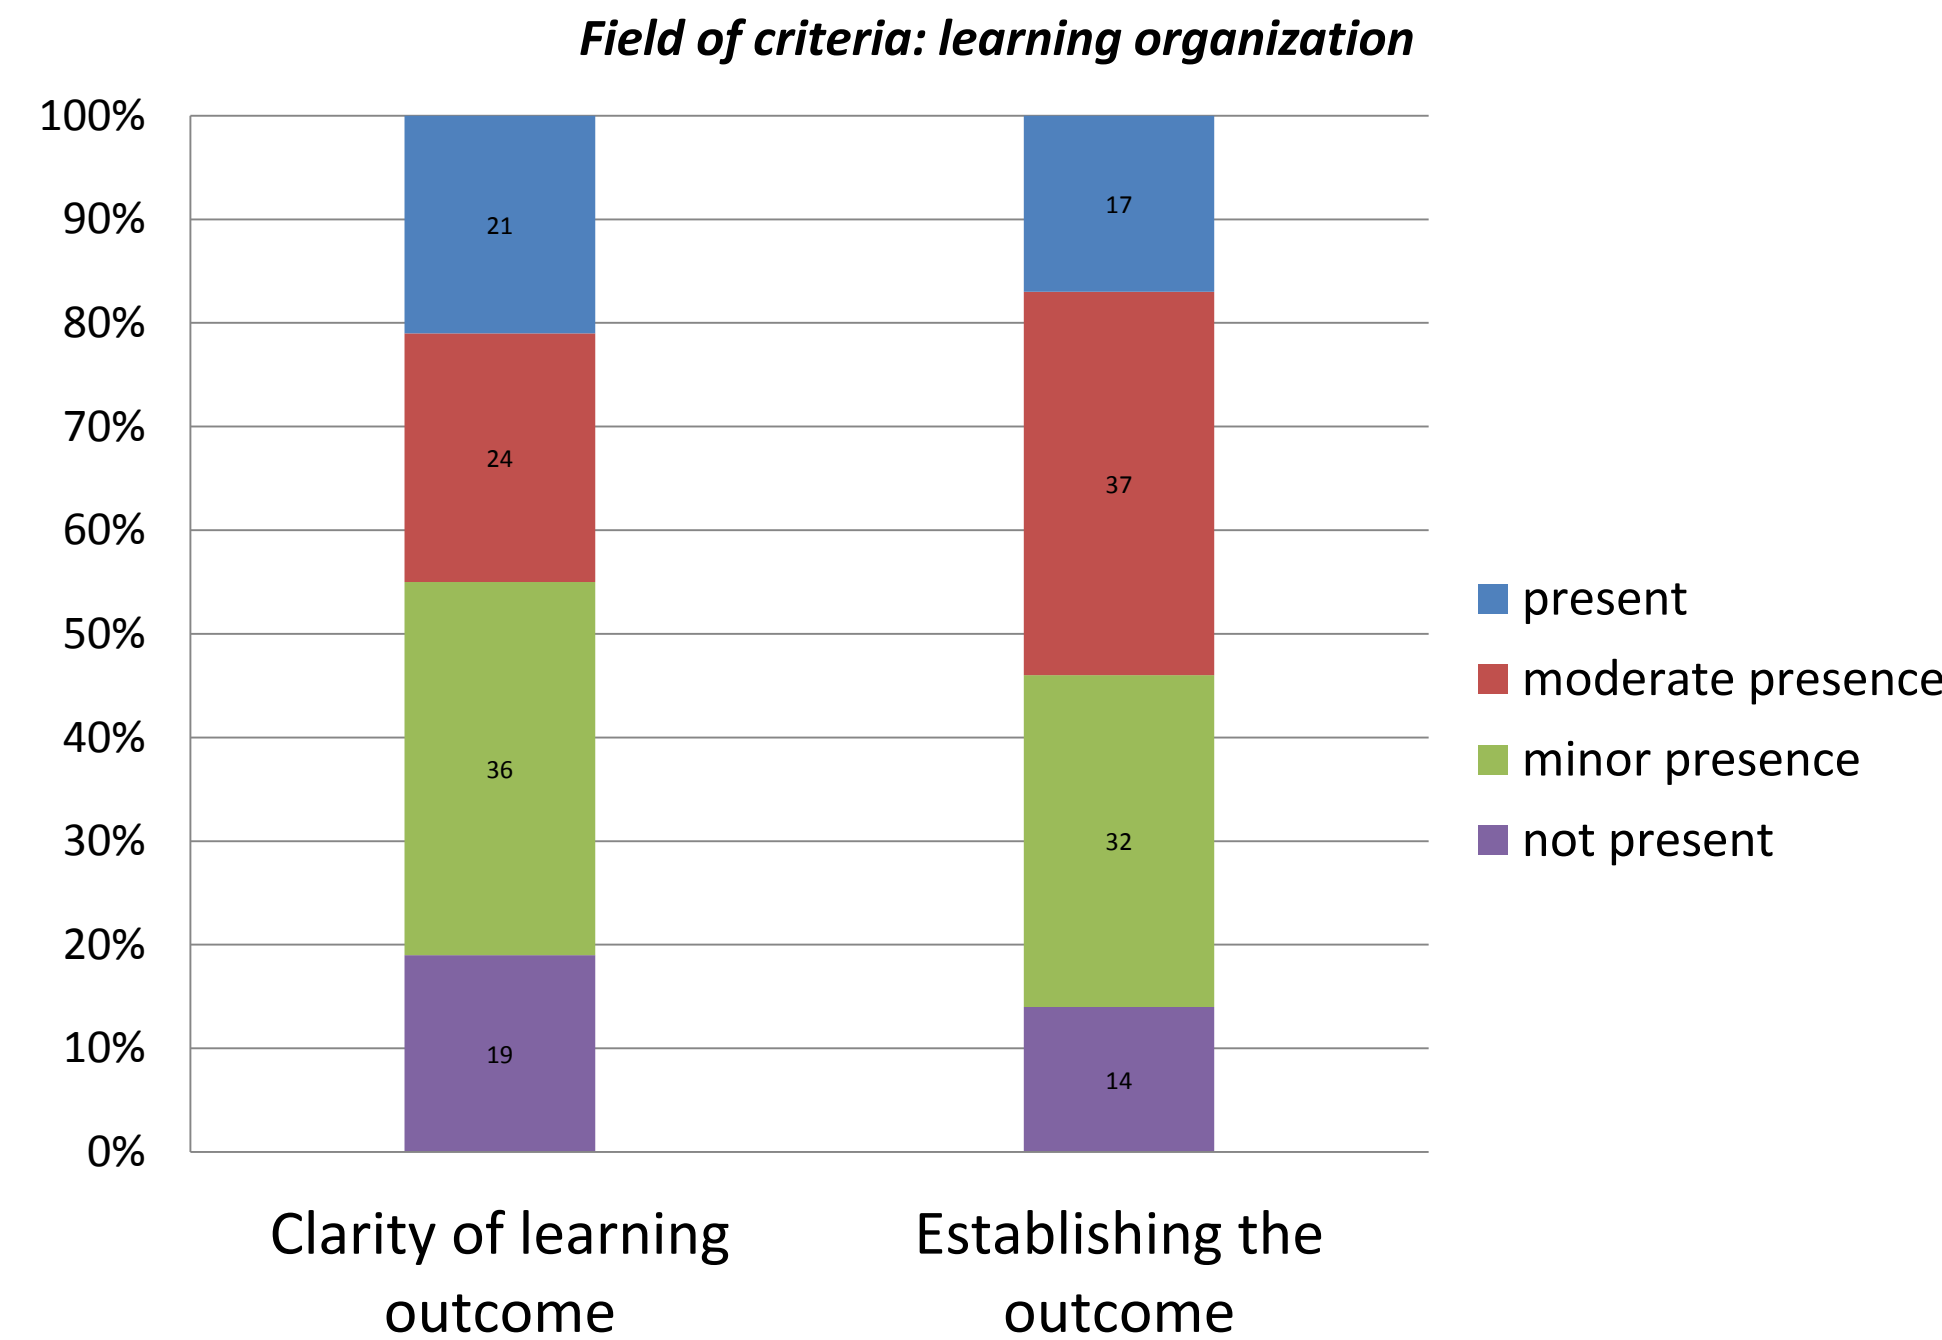 Field of criteria: learning organization
100%
90%
80%
70%
60%
50%
40%
30%
20%
10%
0%
21
24
36
19
17
37
32
14
Clarity of learning
outcome
Establishing the
outcome
present
moderate presence
minor presence
not present